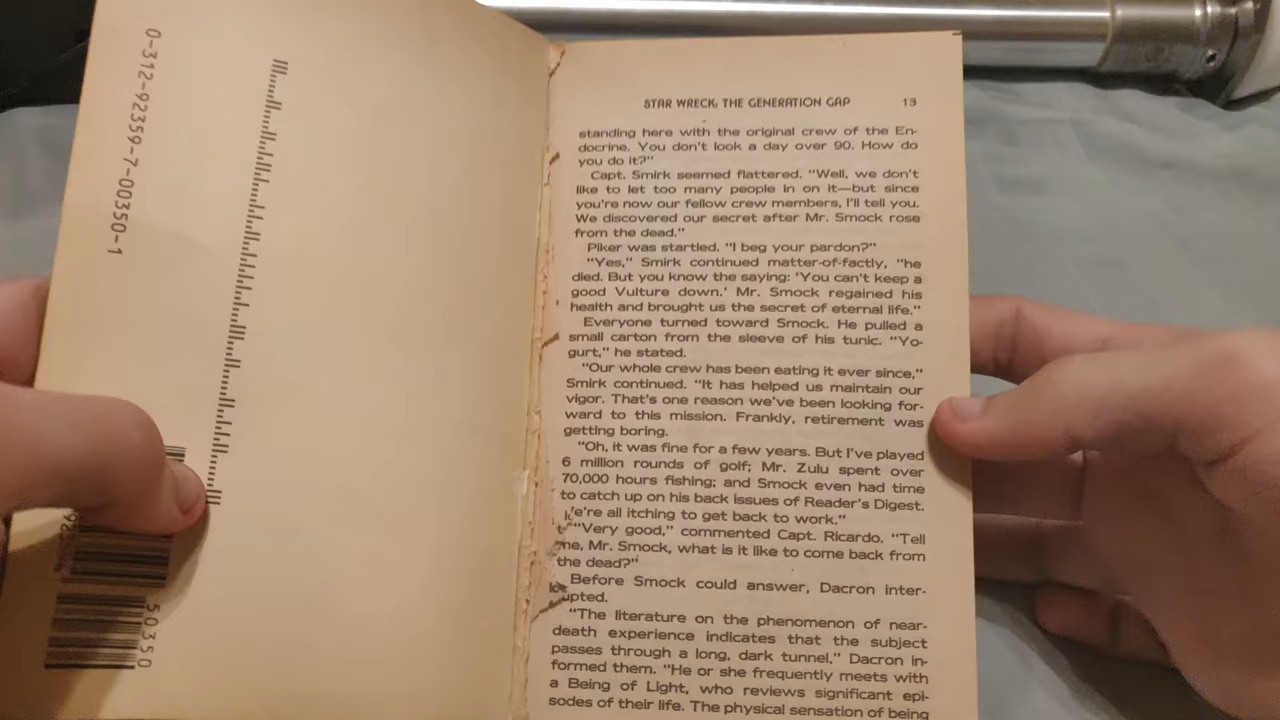 0-312-92359-7-00350-1
50350
STAR WRECK: THE GENERATION GAP 13
standing here with the original crew of the En-
docrine. You don't look a day over 90. How do
you do it?"
Capt. Smirk seemed flattered. "Well, we don't
like to let too many people in on it—but since
you're now our fellow crew members, I'll tell you.
We discovered our secret after Mr. Smock rose
from the dead."
Piker was startled. "I beg your pardon?"
"Yes," Smirk continued matter-of-factly, "he
died. But you know the saying: 'You can't keep a
good Vulture down.' Mr. Smock regained his
health and brought us the secret of eternal life."
Everyone turned toward Smock. He pulled a
small carton from the sleeve of his tunic. "Yo-
gurt," he stated.
"Our whole crew has been eating it ever since,"
Smirk continued. "It has helped us maintain our
vigor. That's one reason we've been looking for-
ward to this mission. Frankly, retirement was
getting boring.
"Oh, it was fine for a few years. But I've played
6 million rounds of golf; Mr. Zulu spent over
70,000 hours fishing; and Smock even had time
to catch up on his back issues of Reader's Digest.
e're all itching to get back to work."
"Very good," commented Capt. Ricardo. "Tell
me, Mr. Smock, what is it like to come back from
the dead?"
Before Smock could answer, Dacron inter-
upted.
"The literature on the phenomenon of near-
death experience indicates that the subject
passes through a long, dark tunnel," Dacron in-
formed them. "He or she frequently meets with
a Being of Light, who reviews significant epi-
sodes of their life. The physical sensation of being